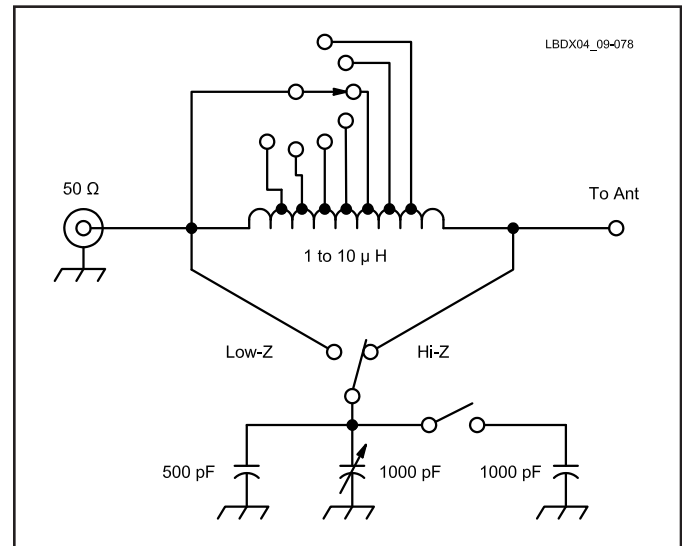 LBDX04_09-078
50 Ω
To Ant
1 to 10 μ H
Low-Z
Hi-Z
500 pF
1000 pF
1000 pF